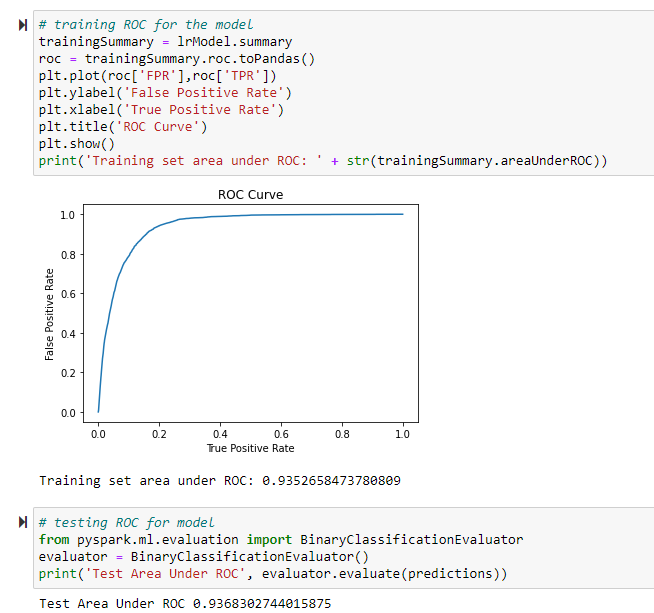 # training ROC for the model
trainingSummary = lrModel.summary
roc = trainingSummary.roc.toPandas()
plt.plot(roc['FPR'],roc['TPR'])
plt.ylabel('False Positive Rate')
plt.xlabel('True Positive Rate')
plt.title('ROC Curve')
plt.show()
print('Training set area under ROC: ' + str(trainingSummary.areaUnderROC))
ROC Curve
1.0
0.8
0.6
0.4
0.2
0.0
False Positive Rate
0.0 0.2 0.4 0.6 0.8 1.0
True Positive Rate
Training set area under ROC: 0.9352658473780809
# testing ROC for model
from pyspark.ml.evaluation import BinaryClassificationEvaluator
evaluator = BinaryClassificationEvaluator()
print('Test Area Under ROC', evaluator.evaluate(predictions))
Test Area Under ROC 0.9368302744015875